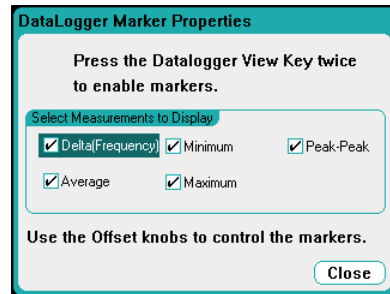 DataLogger Marker Properties
Press the Datalogger View Key twice
to enable markers.
Select Measurements to Display
Delta(Frequency) Minimum Peak-Peak
Average Maximum
Use the Offset knobs to control the markers.
Close